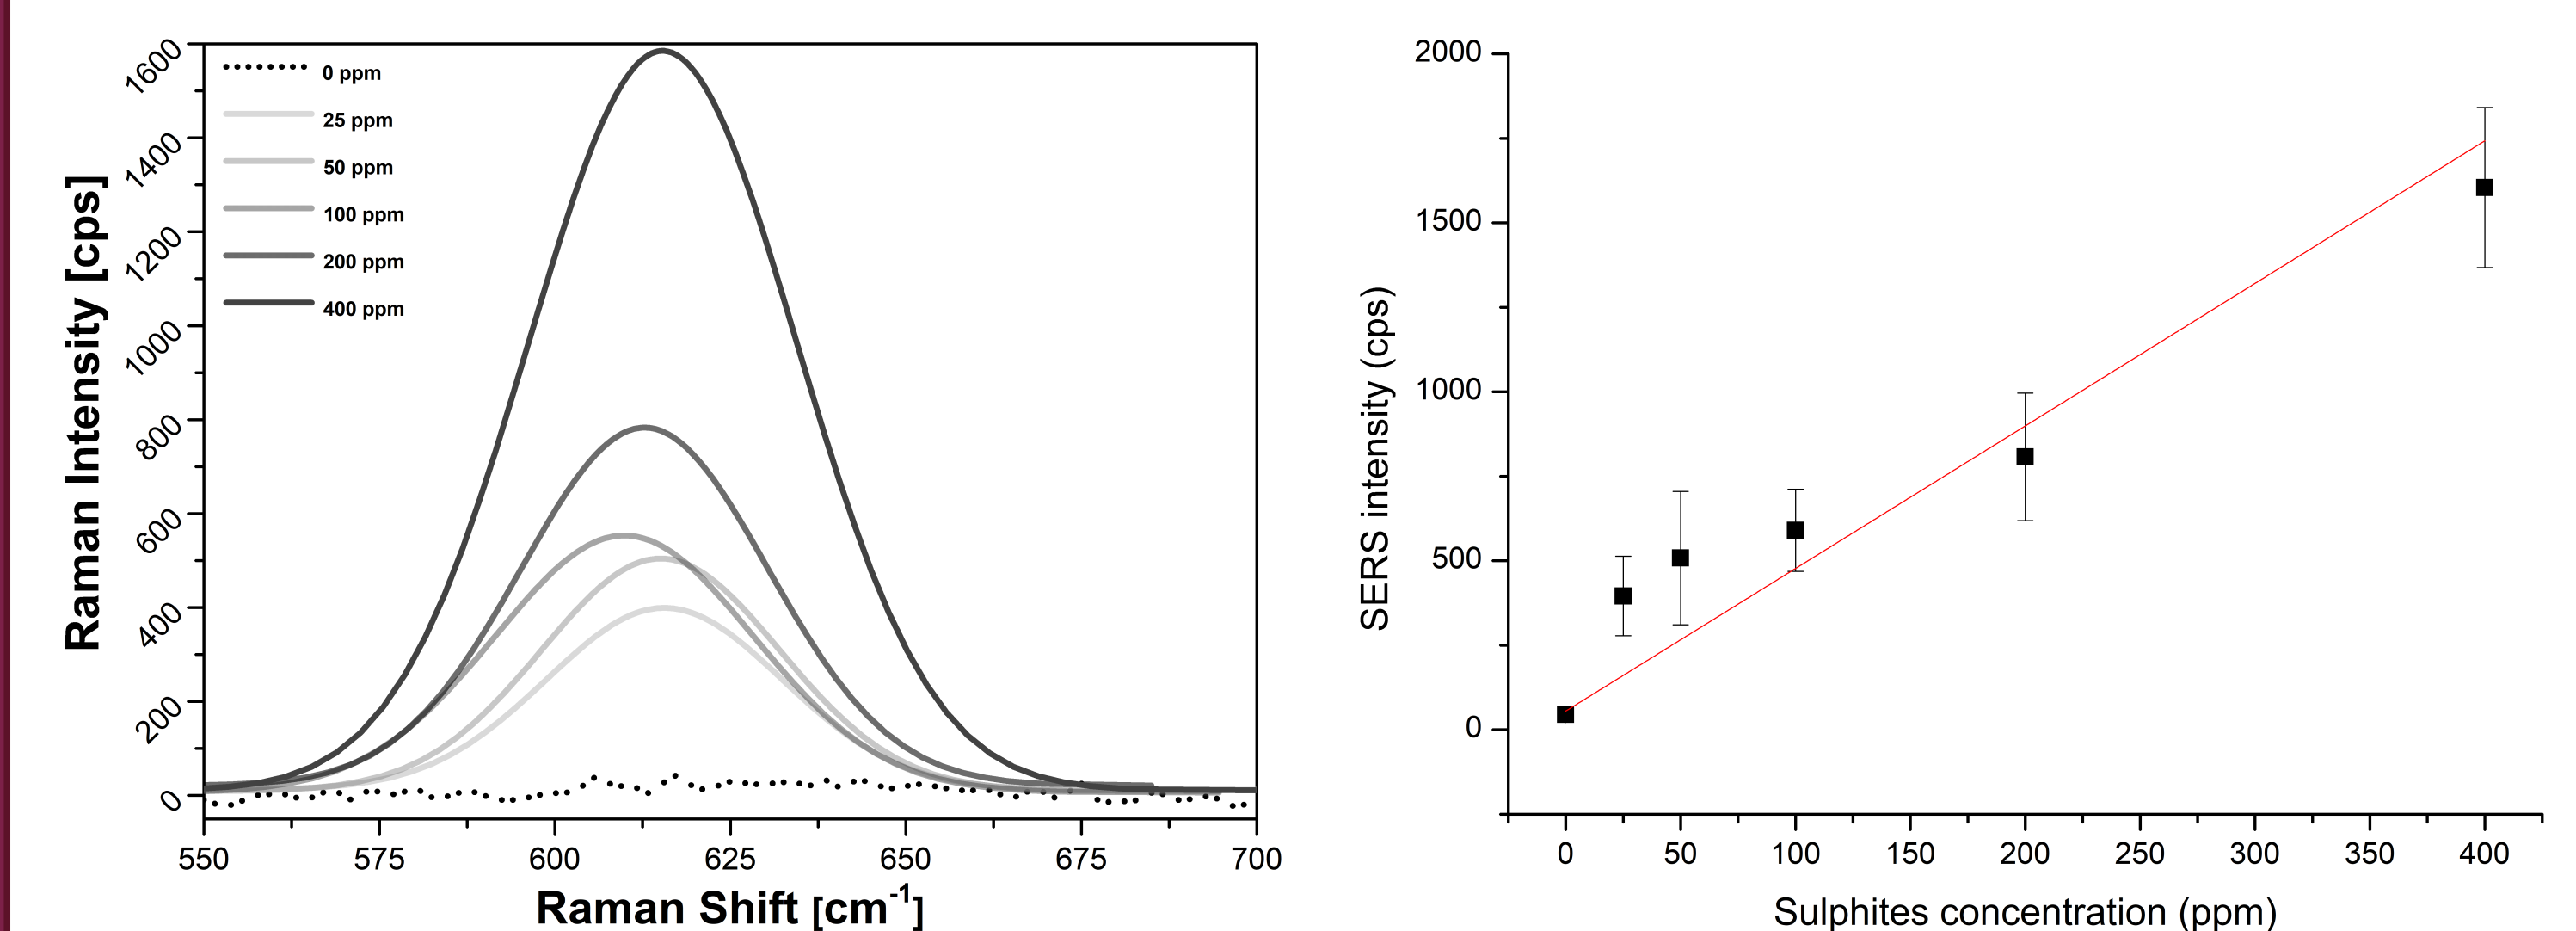 1600
1400
1200
1000
800
600
400
200
0
Raman Intensity [cps]
0 ppm
25 ppm
50 ppm
100 ppm
200 ppm
400 ppm
550 575 600 625 650 675 700
Raman Shift [cm⁻¹]
2000
1500
1000
500
0
SERS intensity (cps)
0 50 100 150 200 250 300 350 400
Sulphites concentration (ppm)